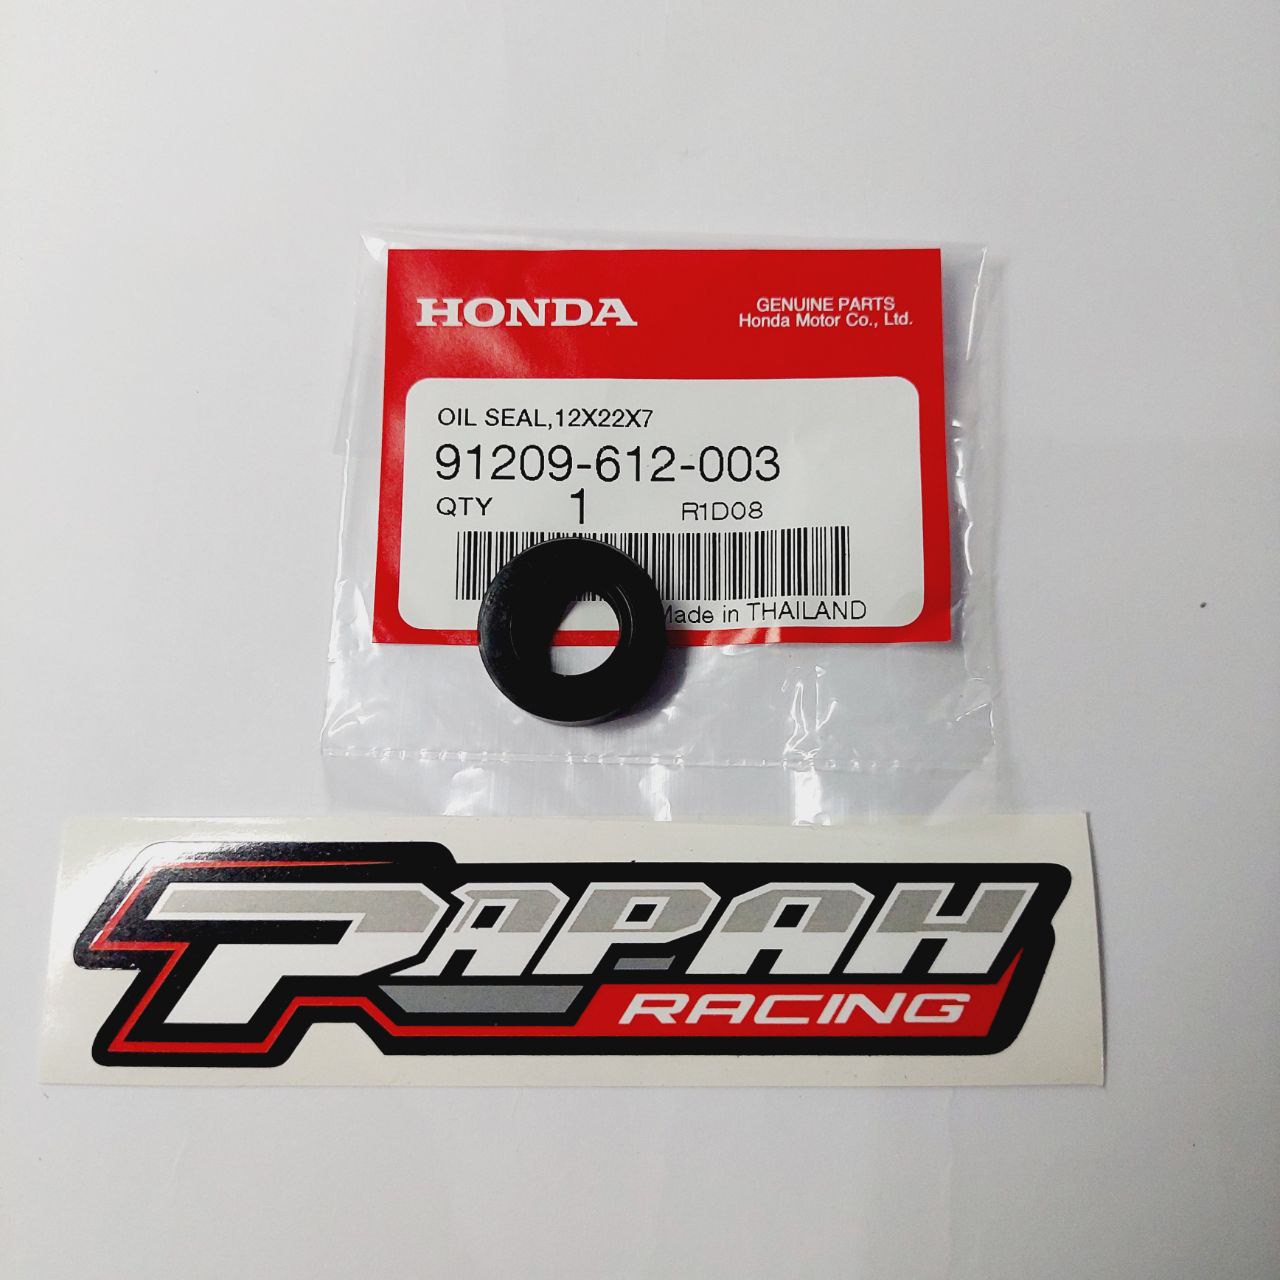 HONDA
GENUINE PARTS
Honda Motor Co., Ltd.
OIL SEAL,12X22X7
91209-612-003
QTY 1 R1D08
Made in THAILAND
PAPAH
RACING